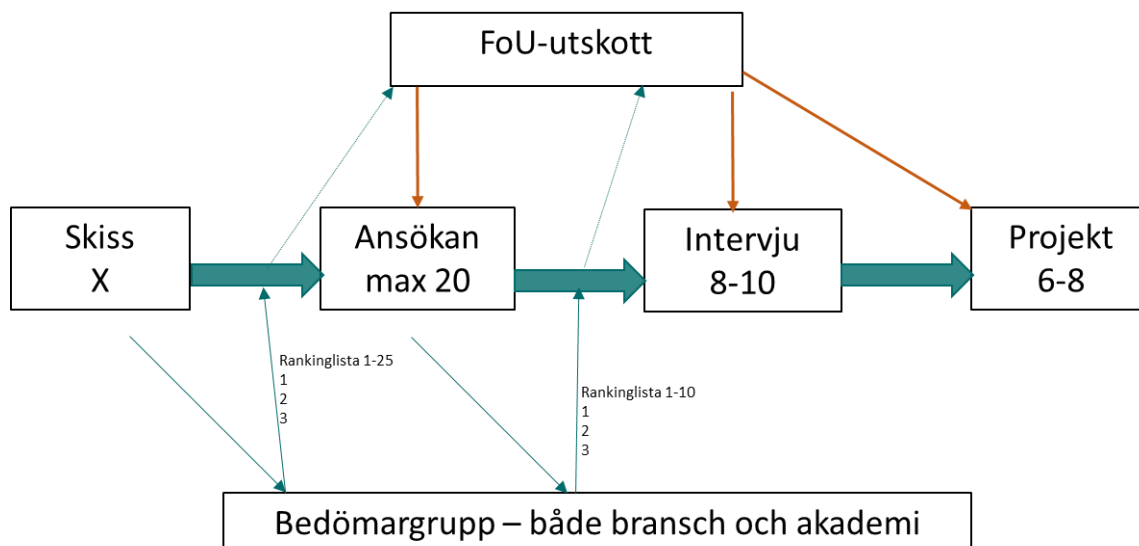 FoU-utskott
Skiss
X
Ansökan
max 20
Intervju
8-10
Projekt
6-8
Rankinglista 1-25
1
2
3
Rankinglista 1-10
1
2
3
Bedömargrupp – både bransch och akademi